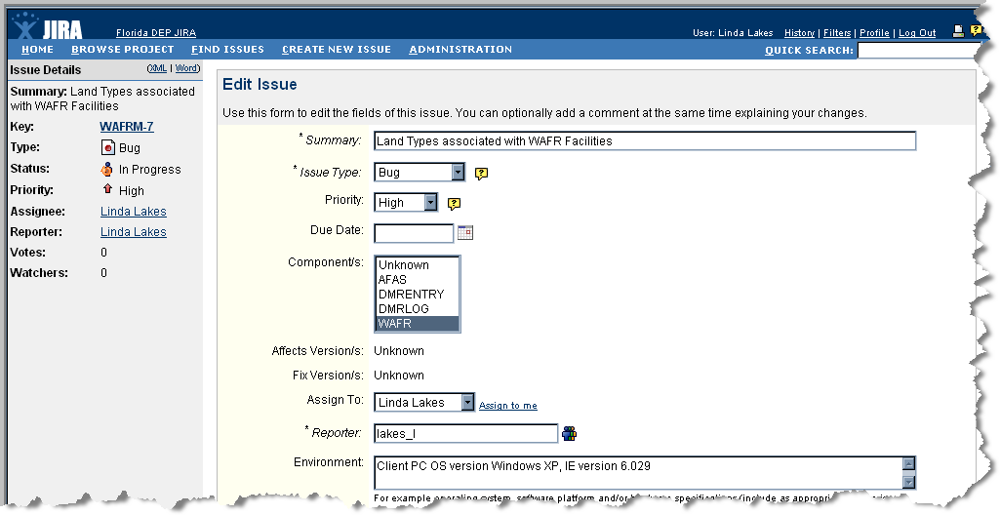 JIRA
Florida DEP JIRA
User: Linda Lakes History | Filters | Profile | Log Out
HOME BROWSE PROJECT FIND ISSUES CREATE NEW ISSUE ADMINISTRATION QUICK SEARCH:
Issue Details (XML | Word)
Summary: Land Types associated
with WAFR Facilities
Key: WAFRM-7
Type: Bug
Status: In Progress
Priority: High
Assignee: Linda Lakes
Reporter: Linda Lakes
Votes: 0
Watchers: 0
Edit Issue
Use this form to edit the fields of this issue. You can optionally add a comment at the same time explaining your changes.
* Summary: Land Types associated with WAFR Facilities
* Issue Type: Bug
Priority: High
Due Date:
Component/s: Unknown
AFAS
DMRENTRY
DMRLOG
WAFR
Affects Version/s: Unknown
Fix Version/s: Unknown
Assign To: Linda Lakes Assign to me
* Reporter: lakes_l
Environment: Client PC OS version Windows XP, IE version 6.029
For example operating system, software platform and/or specifications (include as